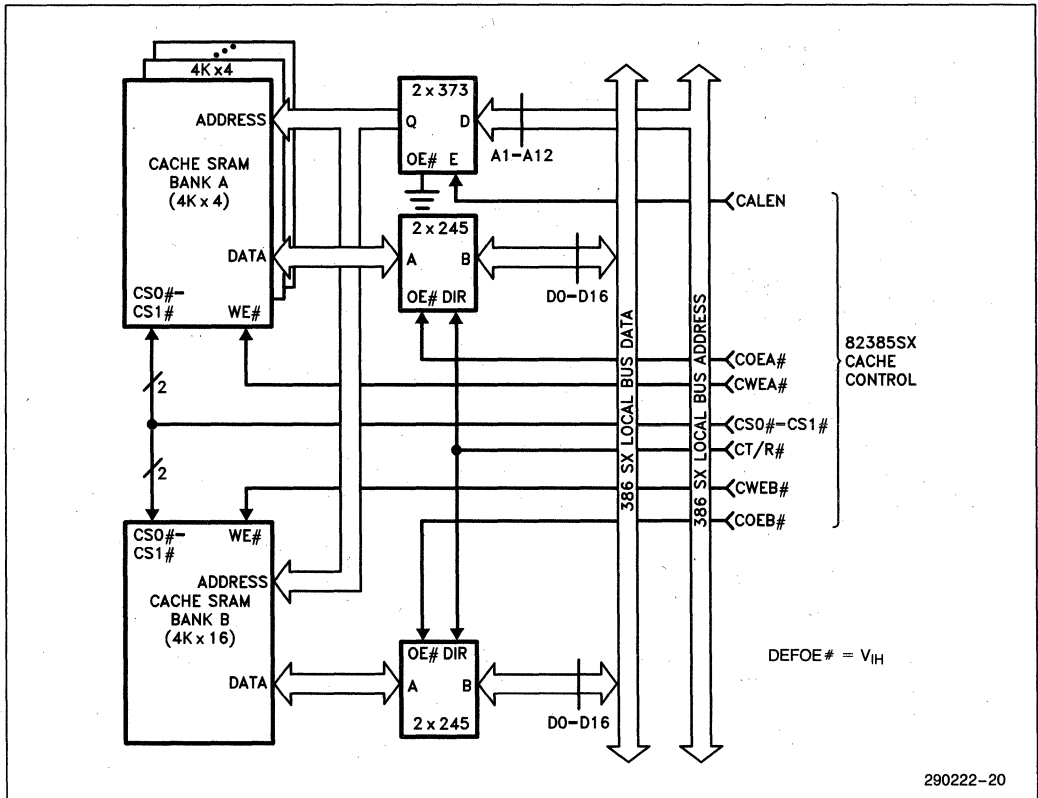 4K x 4
ADDRESS
CACHE SRAM
BANK A
(4K x 4)
DATA
CS0#-
CS1#
WE#
2 x 373
Q
D
OE#
E
A1-A12
2 x 245
A
B
OE#
DIR
D0-D16
386 SX LOCAL BUS DATA
386 SX LOCAL BUS ADDRESS
CALEN
COEA#
CWEA#
CS0#-CS1#
CT/R#
CWEB#
COEB#
82385SX
CACHE
CONTROL
2
2
CS0#-
CS1#
WE#
ADDRESS
CACHE SRAM
BANK B
(4K x 16)
DATA
OE#
DIR
A
B
2 x 245
D0-D16
DEFOE# = VIH
290222-20